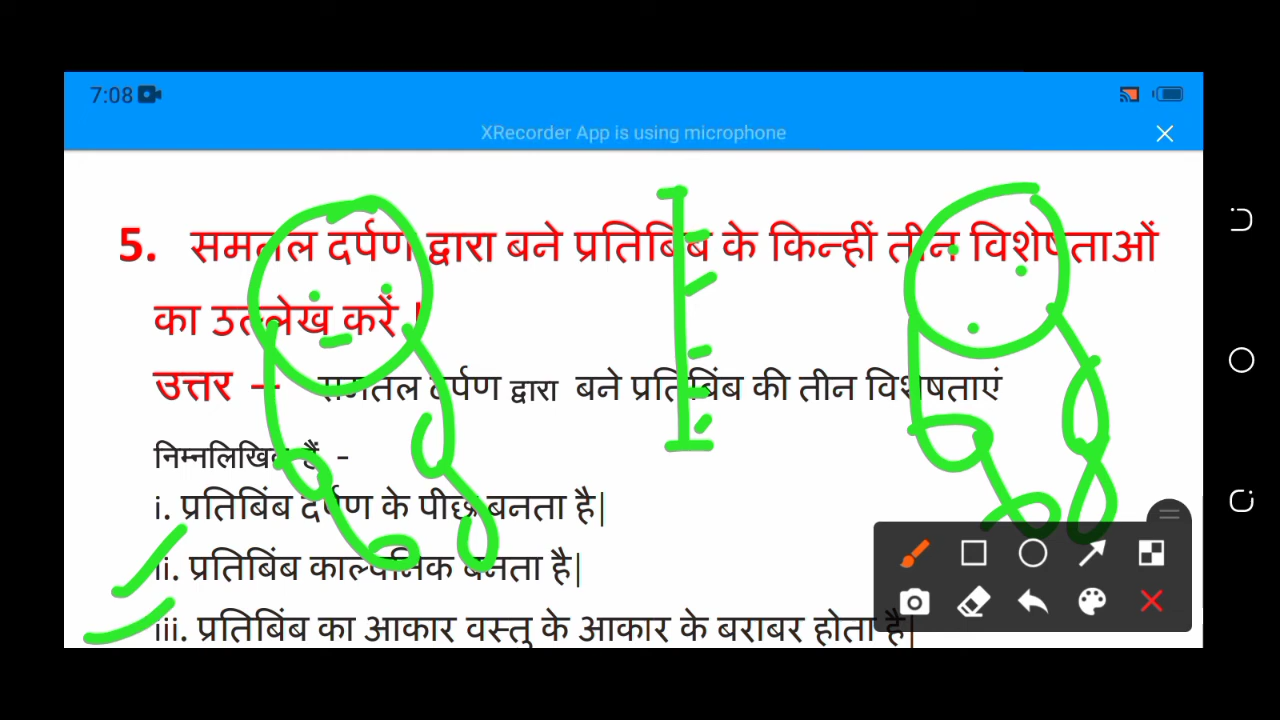 7:08
XRecorder App is using microphone
5. समतल दर्पण द्वारा बने प्रतिबिंब के किन्हीं तीन विशेषताओं
का उल्लेख करें |
उत्तर – समतल दर्पण द्वारा बने प्रतिबिंब की तीन विशेषताएं
निम्नलिखित हैं -
i. प्रतिबिंब दर्पण के पीछे बनता है|
ii. प्रतिबिंब काल्पनिक बनता है|
iii. प्रतिबिंब का आकार वस्तु के आकार के बराबर होता है|